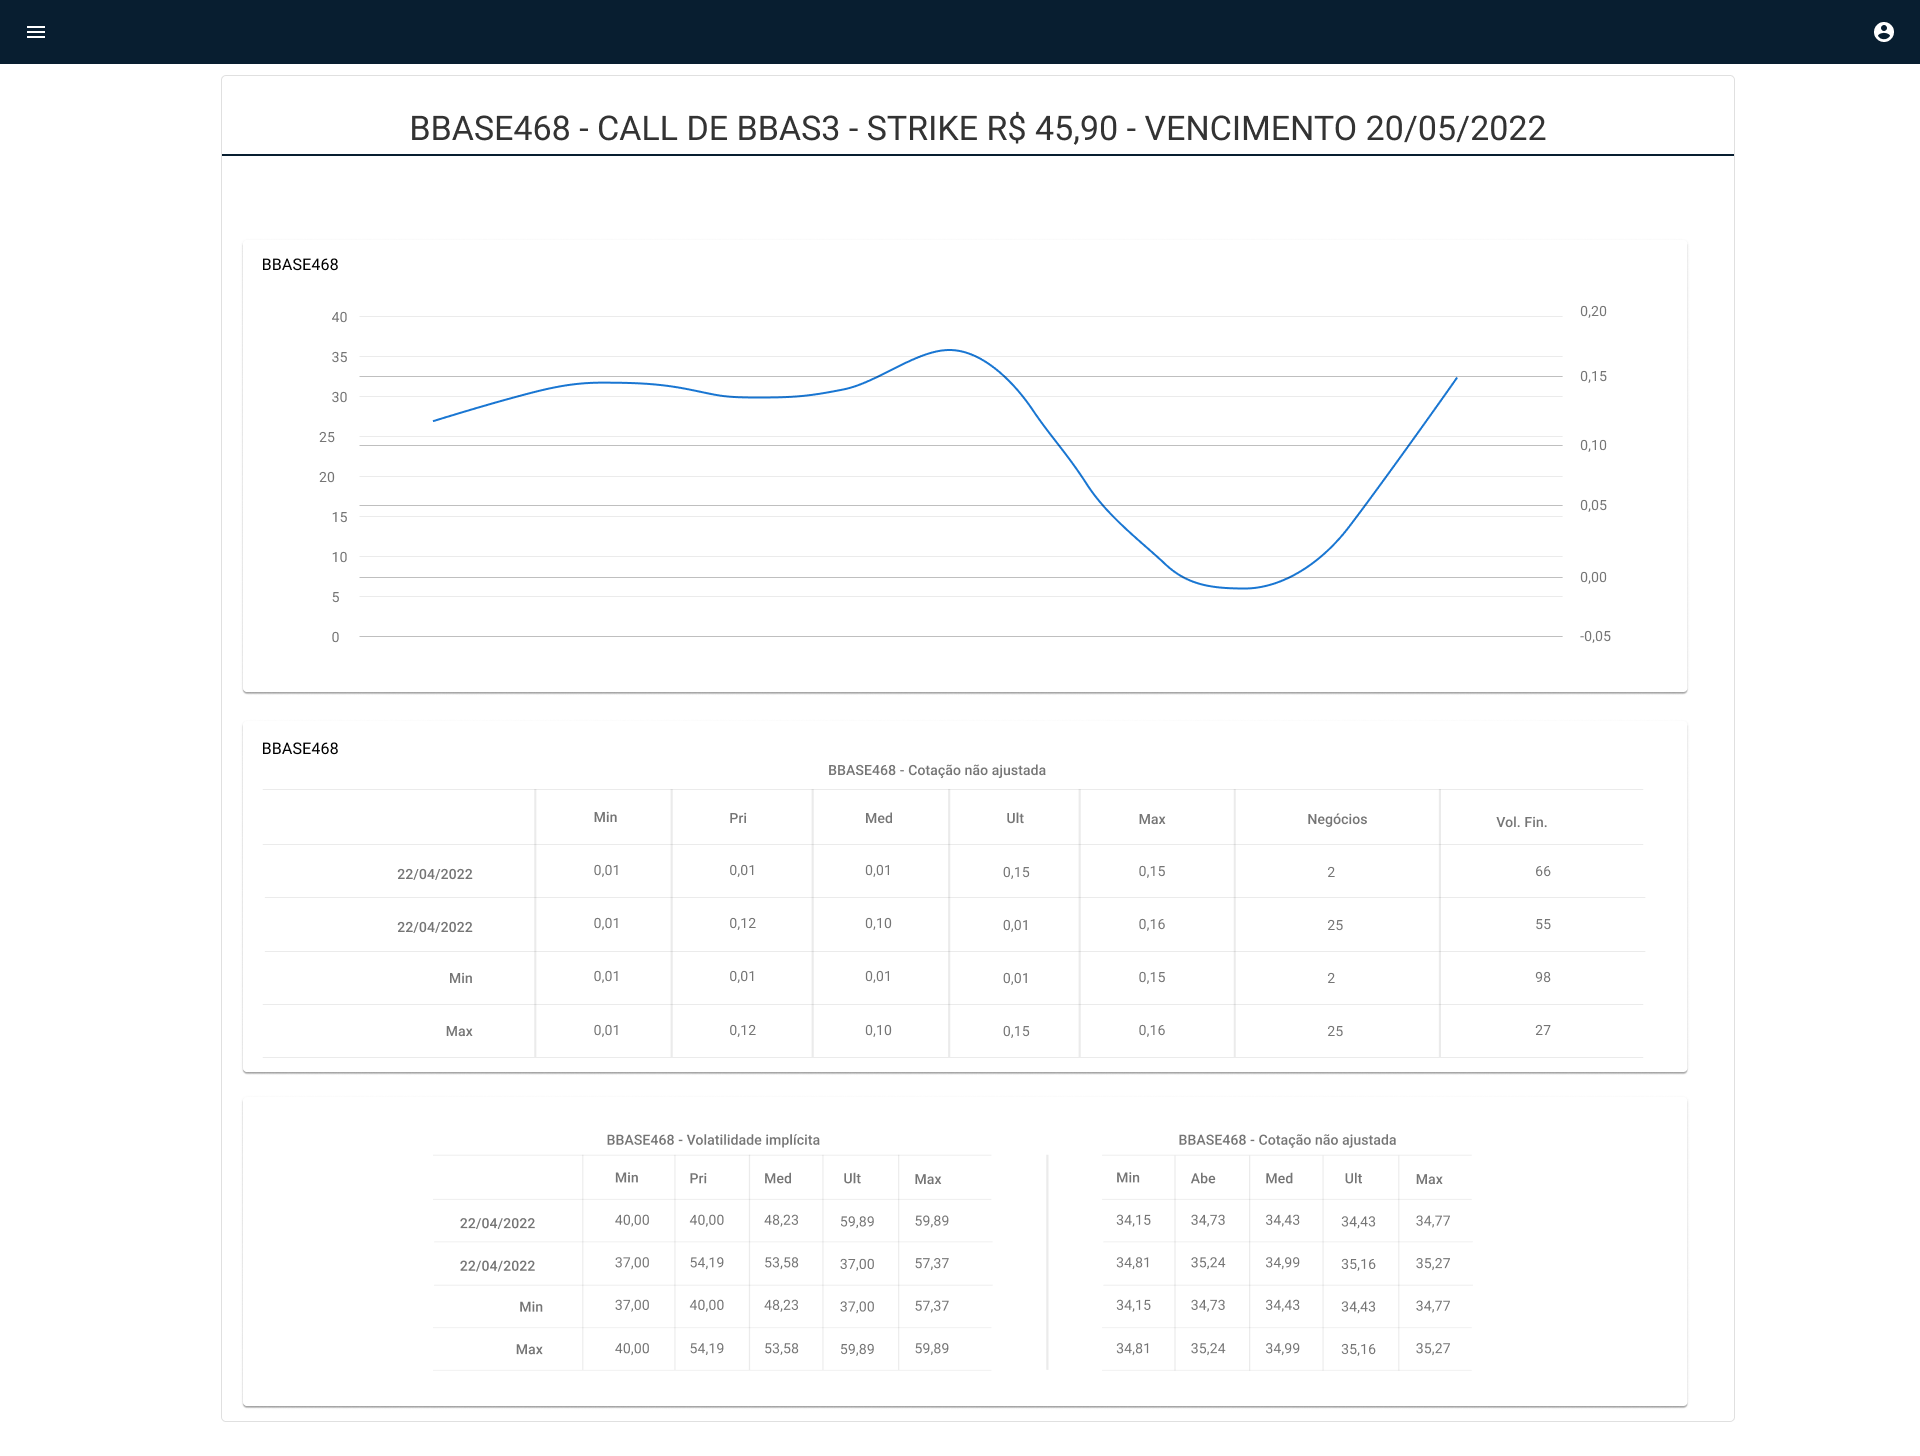 BBASE468 - CALL DE BBAS3 - STRIKE R$ 45,90 - VENCIMENTO 20/05/2022
BBASE468
40 0,20
35
0,15
30
25
0,10
20
0,05
15
10
0,00
5
0 -0,05
BBASE468
BBASE468 - Cotação não ajustada
Min Pri Med Ult Max Negócios Vol. Fin.
22/04/2022 0,01 0,01 0,01 0,15 0,15 2 66
22/04/2022 0,01 0,12 0,10 0,01 0,16 25 55
Min 0,01 0,01 0,01 0,01 0,15 2 98
Max 0,01 0,12 0,10 0,15 0,16 25 27
BBASE468 - Volatilidade implícita
Min Pri Med Ult Max
22/04/2022 40,00 40,00 48,23 59,89 59,89
22/04/2022 37,00 54,19 53,58 37,00 57,37
Min 37,00 40,00 48,23 37,00 57,37
Max 40,00 54,19 53,58 59,89 59,89
BBASE468 - Cotação não ajustada
Min Abe Med Ult Max
34,15 34,73 34,43 34,43 34,77
34,81 35,24 34,99 35,16 35,27
34,15 34,73 34,43 34,43 34,77
34,81 35,24 34,99 35,16 35,27